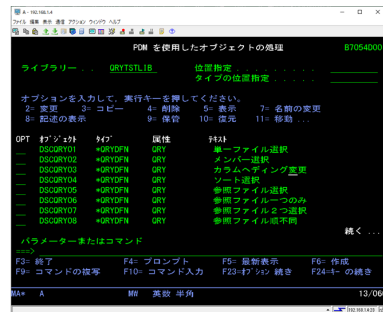 A - 192.168.1.4
ファイル 編集 表示 通信 アクション ウィンドウ ヘルプ
PDM を使用したオブジェクトの処理 B7054D00
ライブラリー . . QRYTSTLIB 位置指定 . . . . . . . .
タイプの位置指定 . . . . .
オプションを入力して，実行キーを押してください。
2= 変更 3= コピー 4= 削除 5= 表示 7= 名前の変更
8= 記述の表示 9= 保管 10= 復元 11= 移動 ...
OPT ｵﾌﾞｼﾞｪｸﾄ ﾀｲﾌﾟ 属性 ﾃｷｽﾄ
DSCQRY01 *QRYDFN QRY 単一ファイル選択
DSCQRY02 *QRYDFN QRY メンバー選択
DSCQRY03 *QRYDFN QRY カラムヘディング変更
DSCQRY04 *QRYDFN QRY ソート選択
DSCQRY05 *QRYDFN QRY 参照ファイル選択
DSCQRY06 *QRYDFN QRY 参照ファイル一つのみ
DSCQRY07 *QRYDFN QRY 参照ファイル２つ選択
DSCQRY08 *QRYDFN QRY 参照ファイル順不同
続く ...
パラメーターまたはコマンド
===>
F3= 終了 F4= プロンプト F5= 最新表示 F6= 作成
F9= コマンドの複写 F10= コマンド入力 F23=ｵﾌﾟｼｮﾝ 続き F24=ｷｰ の続き
MA* A MW 英数 半角 13/06